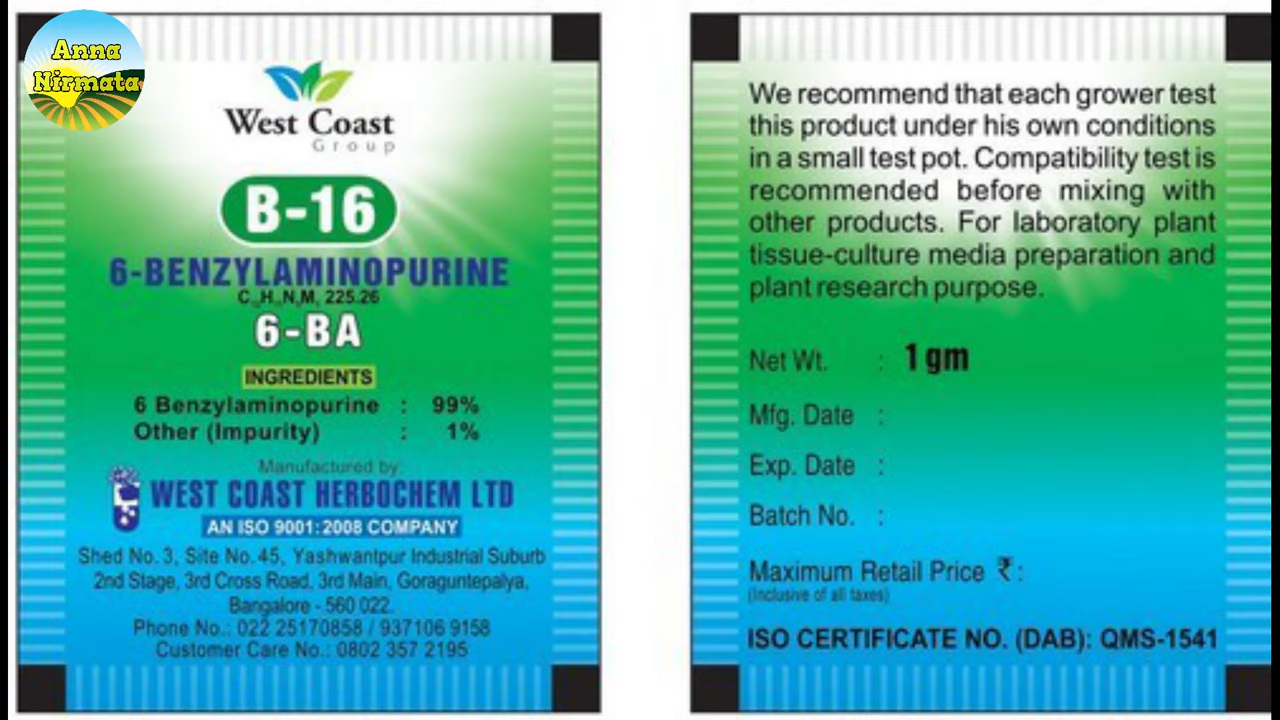 Anna
Nirmata
West Coast
Group
B-16
6-BENZYLAMINOPURINE
225.26
6-BA
INGREDIENTS
6 Benzylaminopurine : 99%
Other (Impurity) : 1%
Manufactured by:
WEST COAST HERBOCHEM LTD
AN ISO 9001:2008 COMPANY
Shed No. 3, Site No. 45, Yashwantpur Industrial Suburb
2nd Stage, 3rd Cross Road, 3rd Main, Goraguntepalya,
Bangalore - 560 022.
Phone No.: 022 25170858 / 937106 9158
Customer Care No.: 0802 357 2195
We recommend that each grower test
this product under his own conditions
in a small test pot. Compatibility test is
recommended before mixing with
other products. For laboratory plant
tissue-culture media preparation and
plant research purpose.
Net Wt. : 1 gm
Mfg. Date :
Exp. Date :
Batch No. :
Maximum Retail Price ₹ :
(Inclusive of all taxes)
ISO CERTIFICATE NO. (DAB): QMS-1541